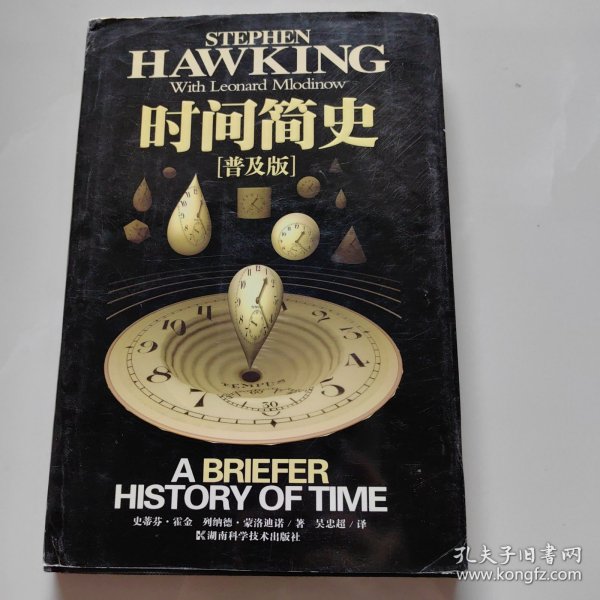 STEPHEN
HAWKING
With Leonard Mlodinow
时间简史
[普及版]
TEMPUS
A BRIEFER
HISTORY OF TIME
史蒂芬·霍金 列纳德·蒙洛迪诺/著 吴忠超/译
湖南科学技术出版社
孔夫子旧书网
www.kongfz.com